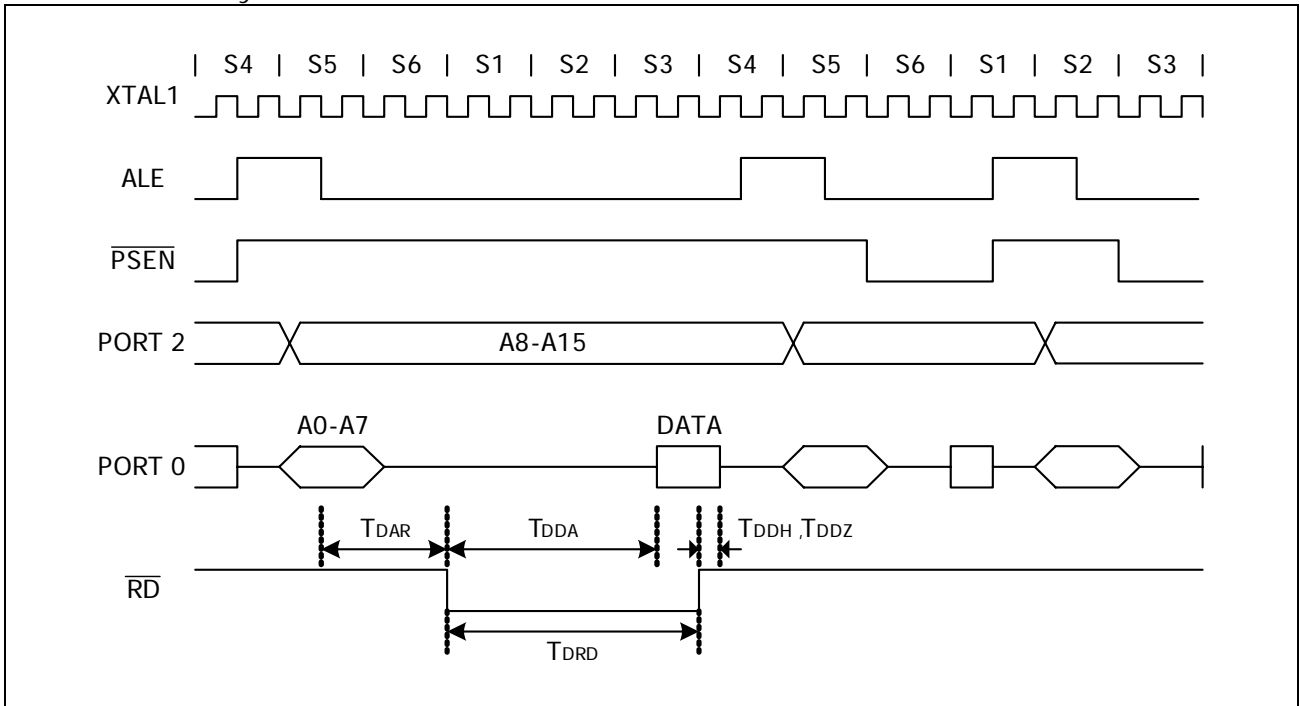 | S4 | S5 | S6 | S1 | S2 | S3 | S4 | S5 | S6 | S1 | S2 | S3 |
XTAL1
ALE
PSEN
PORT 2
A8-A15
A0-A7
DATA
PORT 0
TDAR
TDDA
TDDH ,TDDZ
RD
TDRD